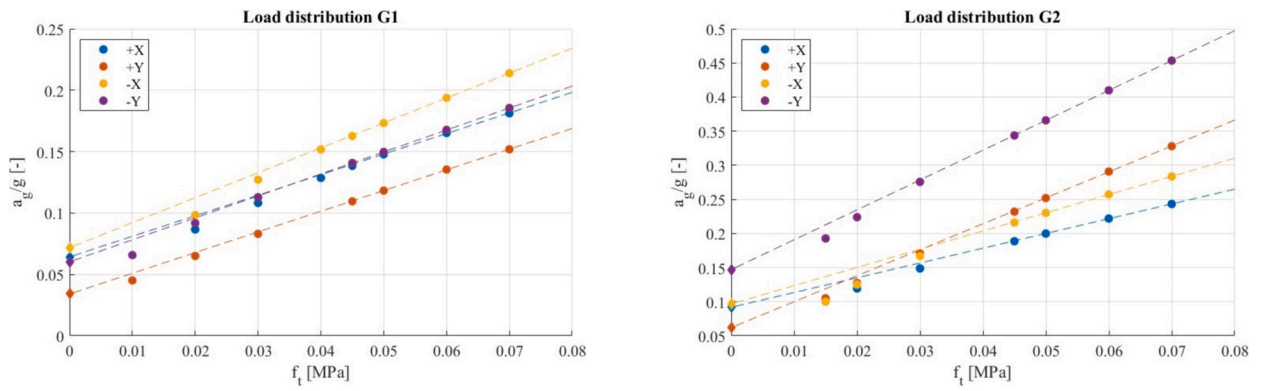 Load distribution G1
0.25
0.2
0.15
0.1
0.05
0
a_g/g [-]
+X
+Y
-X
-Y
0 0.01 0.02 0.03 0.04 0.05 0.06 0.07 0.08
f_t [MPa]
Load distribution G2
0.5
0.45
0.4
0.35
0.3
0.25
0.2
0.15
0.1
0.05
a_g/g [-]
+X
+Y
-X
-Y
0 0.01 0.02 0.03 0.04 0.05 0.06 0.07 0.08
f_t [MPa]